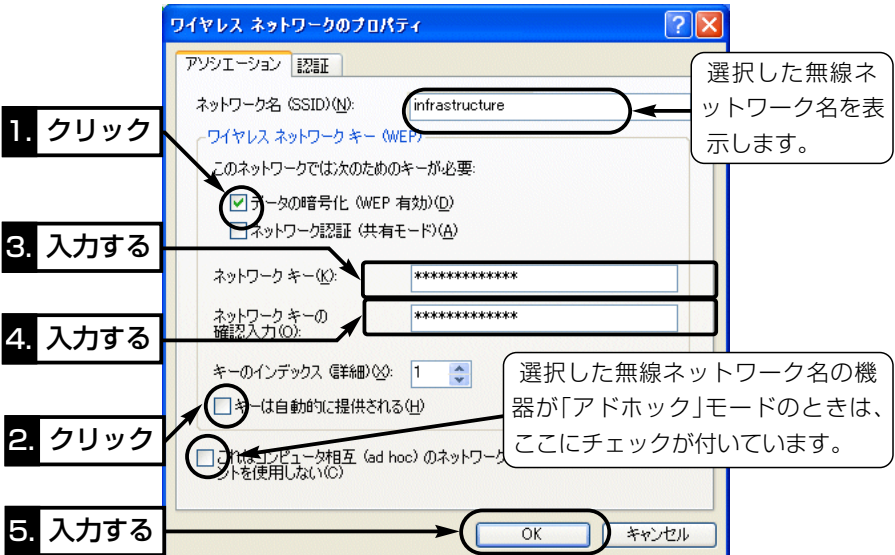 ワイヤレス ネットワークのプロパティ
アソシエーション 認証
ネットワーク名 (SSID)(N): infrastructure
選択した無線ネ
ットワーク名を表
示します。
1. クリック
ワイヤレス ネットワーク キー (WEP)
このネットワークでは次のためのキーが必要:
データの暗号化 (WEP 有効)(D)
ネットワーク認証 (共有モード)(A)
3. 入力する
ネットワーク キー(K): *************
ネットワーク キーの
確認入力(O): *************
4. 入力する
キーのインデックス (詳細)(X): 1
キーは自動的に提供される(H)
選択した無線ネットワーク名の機
器が「アドホック」モードのときは、
ここにチェックが付いています。
2. クリック
これはコンピュータ相互 (ad hoc) のネットワーク
ントを使用しない(C)
5. 入力する
OK キャンセル